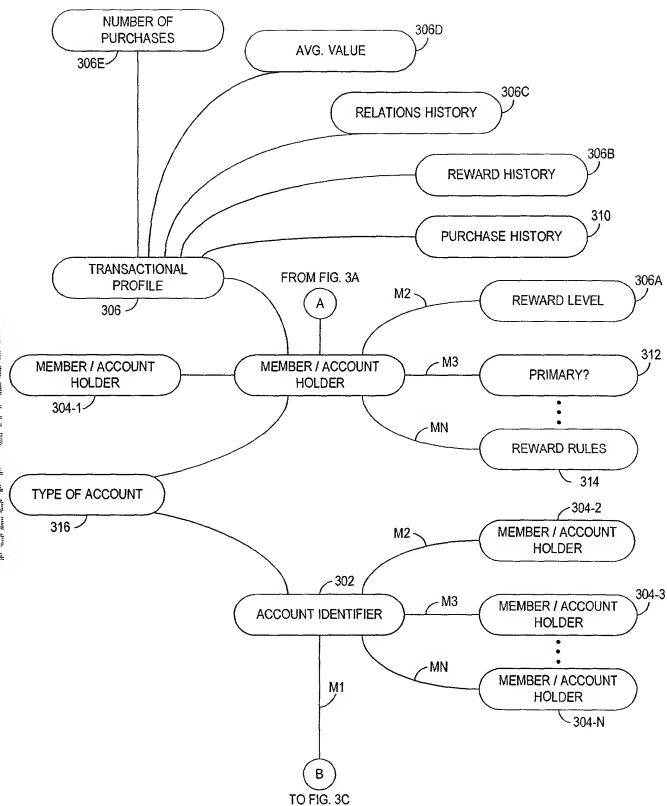 NUMBER OF
PURCHASES
306E
AVG. VALUE
306D
RELATIONS HISTORY
306C
REWARD HISTORY
306B
PURCHASE HISTORY
310
TRANSACTIONAL
PROFILE
306
FROM FIG. 3A
A
M2
REWARD LEVEL
306A
MEMBER / ACCOUNT
HOLDER
304-1
MEMBER / ACCOUNT
HOLDER
M3
PRIMARY?
312
MN
REWARD RULES
314
TYPE OF ACCOUNT
316
M2
MEMBER / ACCOUNT
HOLDER
304-2
302
ACCOUNT IDENTIFIER
M3
MEMBER / ACCOUNT
HOLDER
304-3
MN
MEMBER / ACCOUNT
HOLDER
304-N
M1
B
TO FIG. 3C